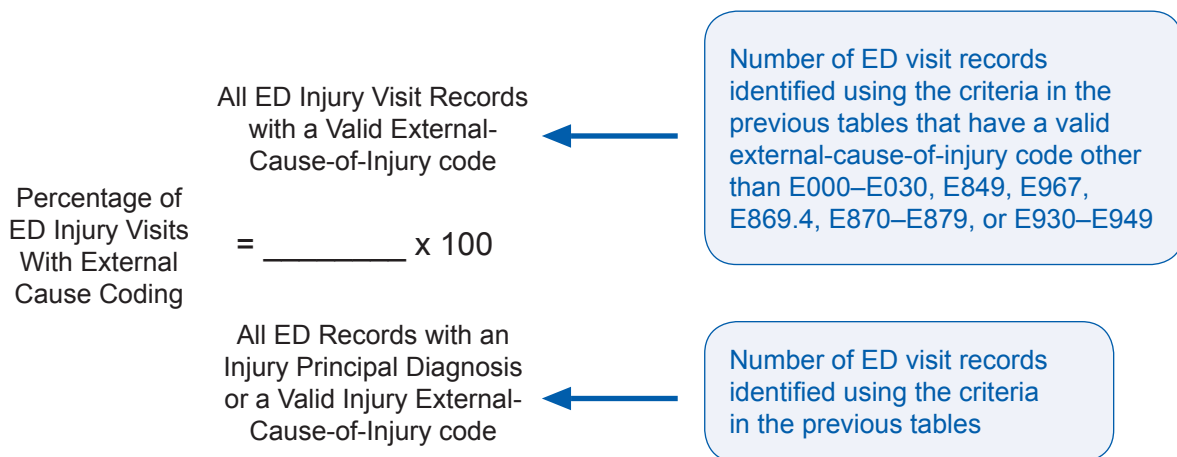 Percentage of
ED Injury Visits
With External
Cause Coding
All ED Injury Visit Records
with a Valid External-
Cause-of-Injury code
= ________ x 100
All ED Records with an
Injury Principal Diagnosis
or a Valid Injury External-
Cause-of-Injury code
Number of ED visit records
identified using the criteria in the
previous tables that have a valid
external-cause-of-injury code other
than E000–E030, E849, E967,
E869.4, E870–E879, or E930–E949
Number of ED visit records
identified using the criteria
in the previous tables